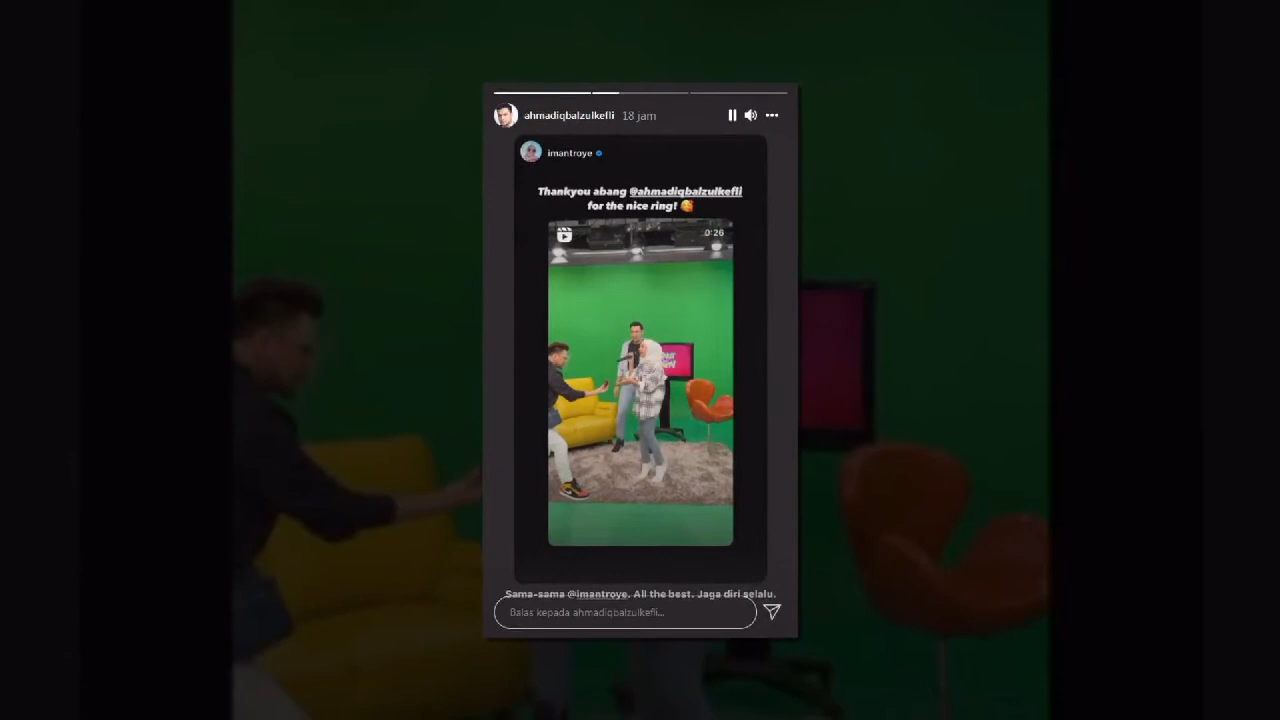 ahmadiqbalzulkefli 18 jam
imantroye
Thankyou abang @ahmadiqbalzulkefli
for the nice ring! 🥰
0:26
Sama-sama @imantroye. All the best. Jaga diri selalu.
Balas kepada ahmadiqbalzulkefli...